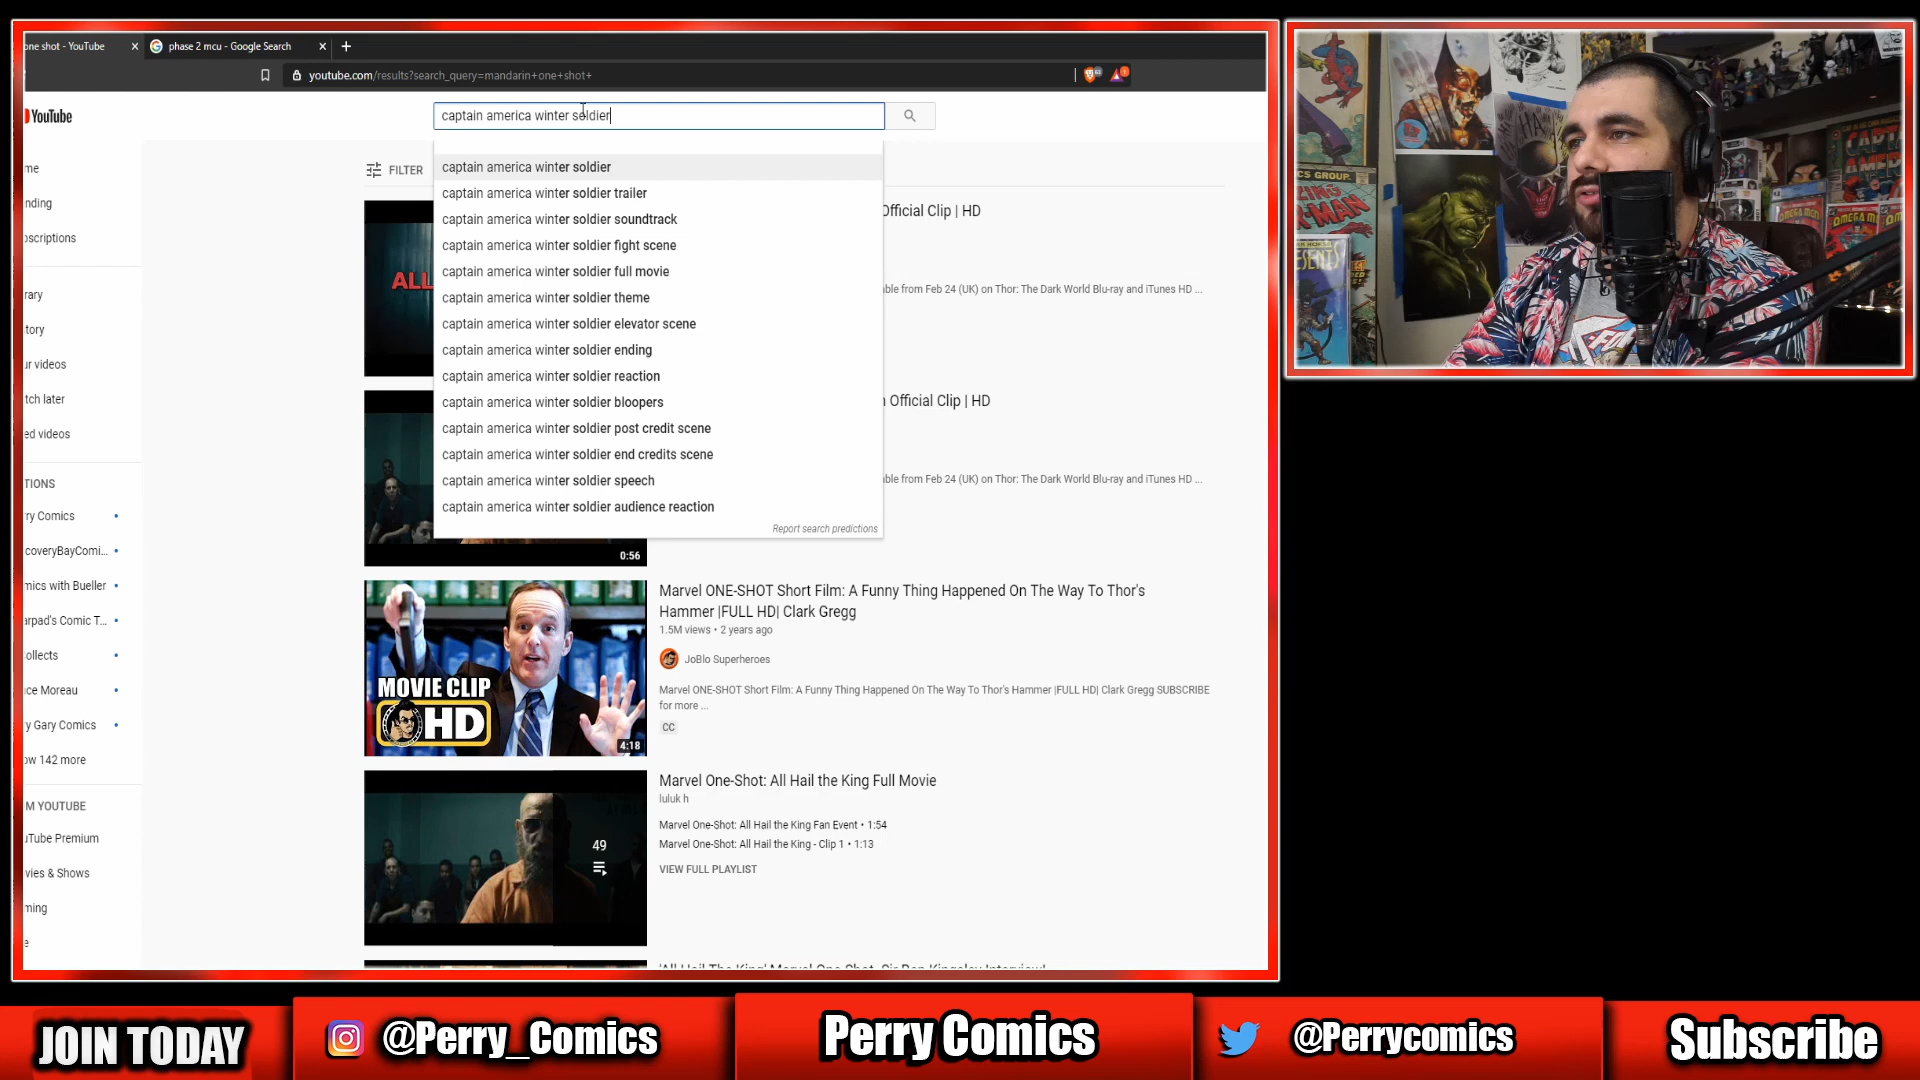 one shot - YouTube
phase 2 mcu - Google Search
youtube.com/results?search_query=mandarin+one+shot+
YouTube
captain america winter soldier
captain america winter soldier
captain america winter soldier trailer
captain america winter soldier soundtrack
captain america winter soldier fight scene
captain america winter soldier full movie
captain america winter soldier theme
captain america winter soldier elevator scene
captain america winter soldier ending
captain america winter soldier reaction
captain america winter soldier bloopers
captain america winter soldier post credit scene
captain america winter soldier end credits scene
captain america winter soldier speech
captain america winter soldier audience reaction
Report search predictions
FILTER
Official Clip | HD
ble from Feb 24 (UK) on Thor: The Dark World Blu-ray and iTunes HD ...
Official Clip | HD
ble from Feb 24 (UK) on Thor: The Dark World Blu-ray and iTunes HD ...
ALL
0:56
me
nding
bscriptions
rary
tory
ur videos
tch later
ed videos
TIONS
ry Comics
coveryBayComi...
mics with Bueller
arpad's Comic T...
ollects
ce Moreau
y Gary Comics
ow 142 more
M YOUTUBE
uTube Premium
vies & Shows
ming
e
MOVIE CLIP
HD
4:18
Marvel ONE-SHOT Short Film: A Funny Thing Happened On The Way To Thor's
Hammer |FULL HD| Clark Gregg
1.5M views • 2 years ago
JoBlo Superheroes
Marvel ONE-SHOT Short Film: A Funny Thing Happened On The Way To Thor's Hammer |FULL HD| Clark Gregg SUBSCRIBE
for more ...
CC
49
Marvel One-Shot: All Hail the King Full Movie
luluk h
Marvel One-Shot: All Hail the King Fan Event • 1:54
Marvel One-Shot: All Hail the King - Clip 1 • 1:13
VIEW FULL PLAYLIST
JOIN TODAY
@Perry_Comics
Perry Comics
@Perrycomics
Subscribe